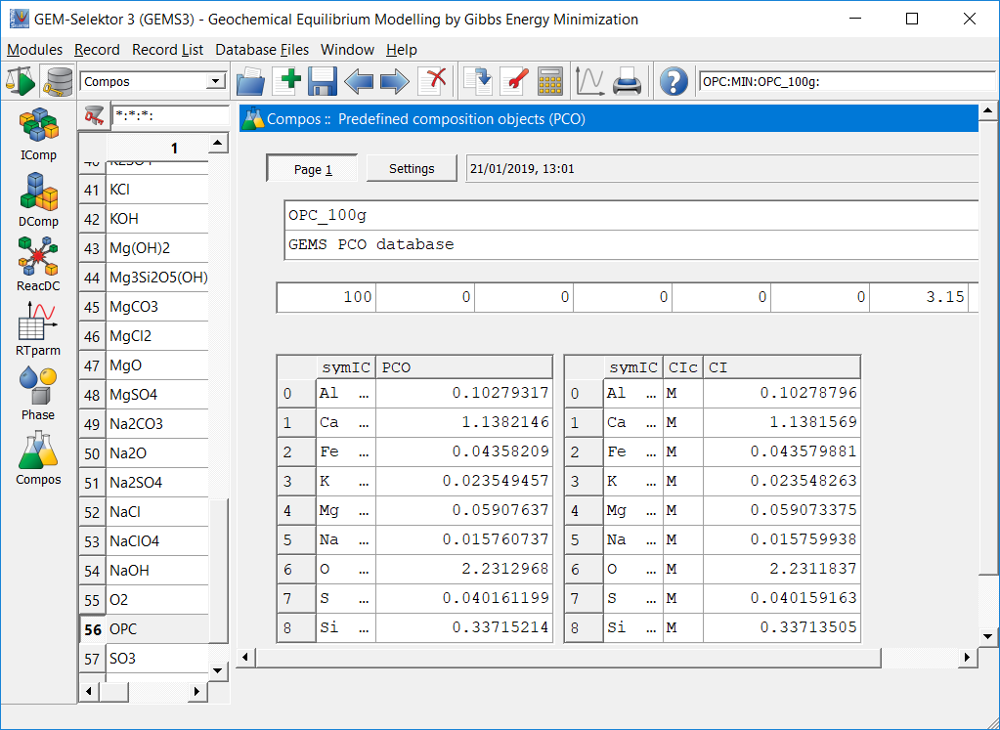 GEM-Selektor 3 (GEMS3) - Geochemical Equilibrium Modelling by Gibbs Energy Minimization
Modules Record Record List Database Files Window Help
Compos OPC:MIN:OPC_100g:
*:*:*:
Compos :: Predefined composition objects (PCO)
IComp
DComp
ReacDC
RTparm
Phase
Compos
1
40 K2SO4
41 KCl
42 KOH
43 Mg(OH)2
44 Mg3Si2O5(OH)
45 MgCO3
46 MgCl2
47 MgO
48 MgSO4
49 Na2CO3
50 Na2O
51 Na2SO4
52 NaCl
53 NaClO4
54 NaOH
55 O2
56 OPC
57 SO3
Page 1 Settings 21/01/2019, 13:01
OPC_100g
GEMS PCO database
100 0 0 0 0 0 3.15
symIC PCO symIC CIc CI
0 Al ... 0.10279317 0 Al ... M 0.10278796
1 Ca ... 1.1382146 1 Ca ... M 1.1381569
2 Fe ... 0.04358209 2 Fe ... M 0.043579881
3 K ... 0.023549457 3 K ... M 0.023548263
4 Mg ... 0.05907637 4 Mg ... M 0.059073375
5 Na ... 0.015760737 5 Na ... M 0.015759938
6 O ... 2.2312968 6 O ... M 2.2311837
7 S ... 0.040161199 7 S ... M 0.040159163
8 Si ... 0.33715214 8 Si ... M 0.33713505